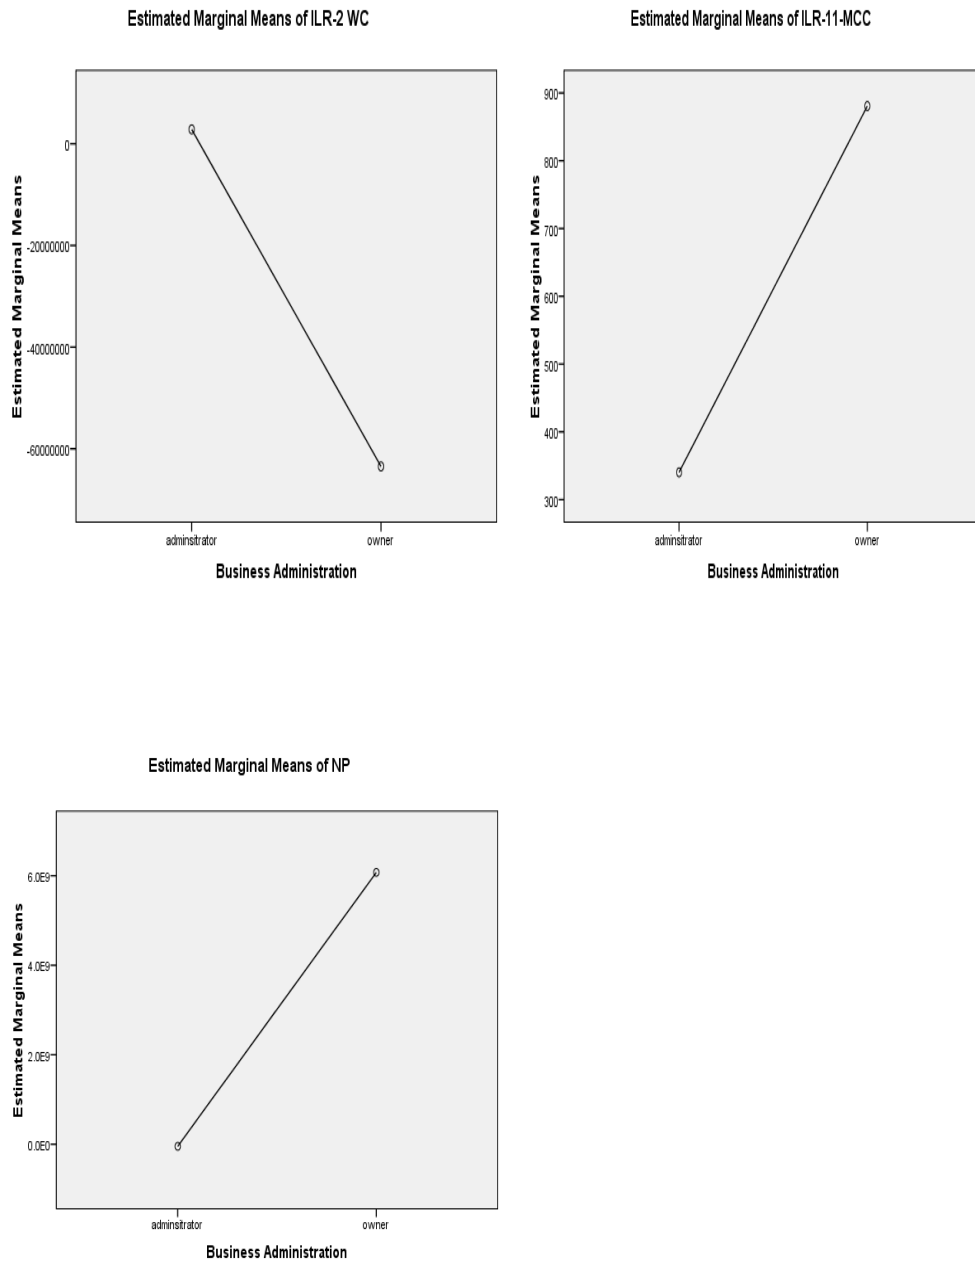 Estimated Marginal Means of ILR-2 WC
Estimated Marginal Means
0
-20000000
-40000000
-60000000
adminsitrator
owner
Business Administration
Estimated Marginal Means of ILR-11-MCC
Estimated Marginal Means
900
800
700
600
500
400
300
adminsitrator
owner
Business Administration
Estimated Marginal Means of NP
Estimated Marginal Means
6.0E9
4.0E9
2.0E9
0.0E0
adminsitrator
owner
Business Administration